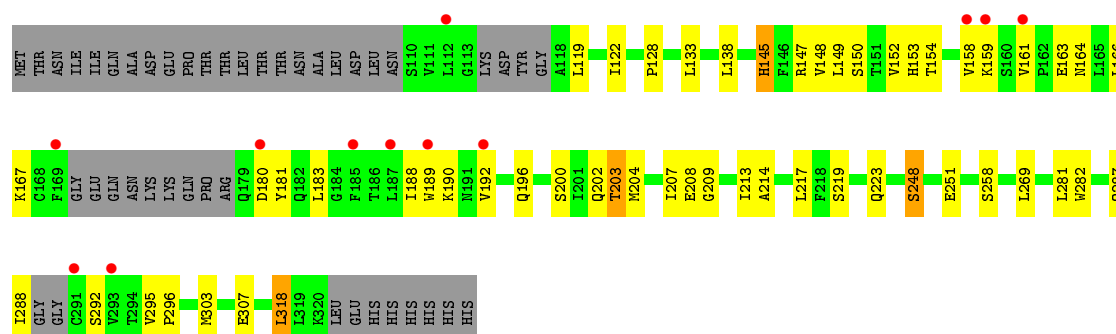 MET THR ASN ILE ILE GLN ALA ASP GLU PRO THR THR LEU THR THR ASN ALA LEU ASP LEU ASN S110 V111 L112 G113 LYS ASP TYR GLY A118 L119 I122 P128 L133 L138 H145 F146 R147 V148 L149 S150 T151 V152 H153 T154 V158 K159 S160 V161 P162 E163 N164 L165
K167 C168 F169 GLY GLU GLN ASN LYS LYS GLN PRO ARG Q179 D180 Y181 Q182 L183 G184 F185 T186 L187 I188 W189 K190 N191 V192 Q196 S200 I201 Q202 T203 M204 I207 E208 G209 I213 A214 L217 F218 S219 Q223 S248 E251 S258 L269 L281 W282
I288 GLY GLY C291 S292 V293 T294 V295 P296 M303 E307 L318 L319 K320 LEU GLU HIS HIS HIS HIS HIS HIS